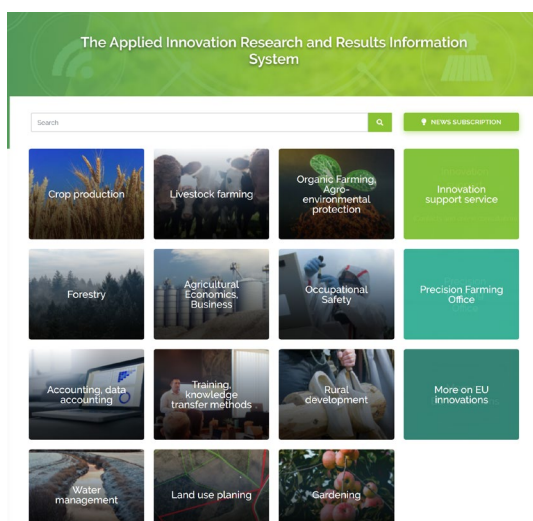 The Applied Innovation Research and Results Information
System
Search
NEWS SUBSCRIPTION
Crop production
Livestock farming
Organic Farming,
Agro-
environmental
protection
Innovation
support service
Forestry
Agricultural
Economics,
Business
Occupational
Safety
Precision Farming
Office
Accounting, data
accounting
Training,
knowledge
transfer methods
Rural
development
More on EU
innovations
Water
management
Land use planing
Gardening